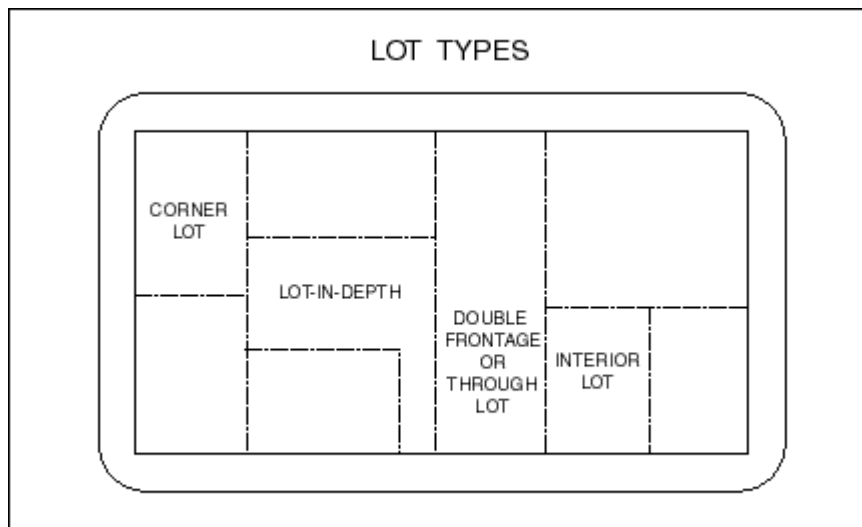 LOT TYPES
CORNER
LOT
LOT-IN-DEPTH
DOUBLE
FRONTAGE
OR
THROUGH
LOT
INTERIOR
LOT